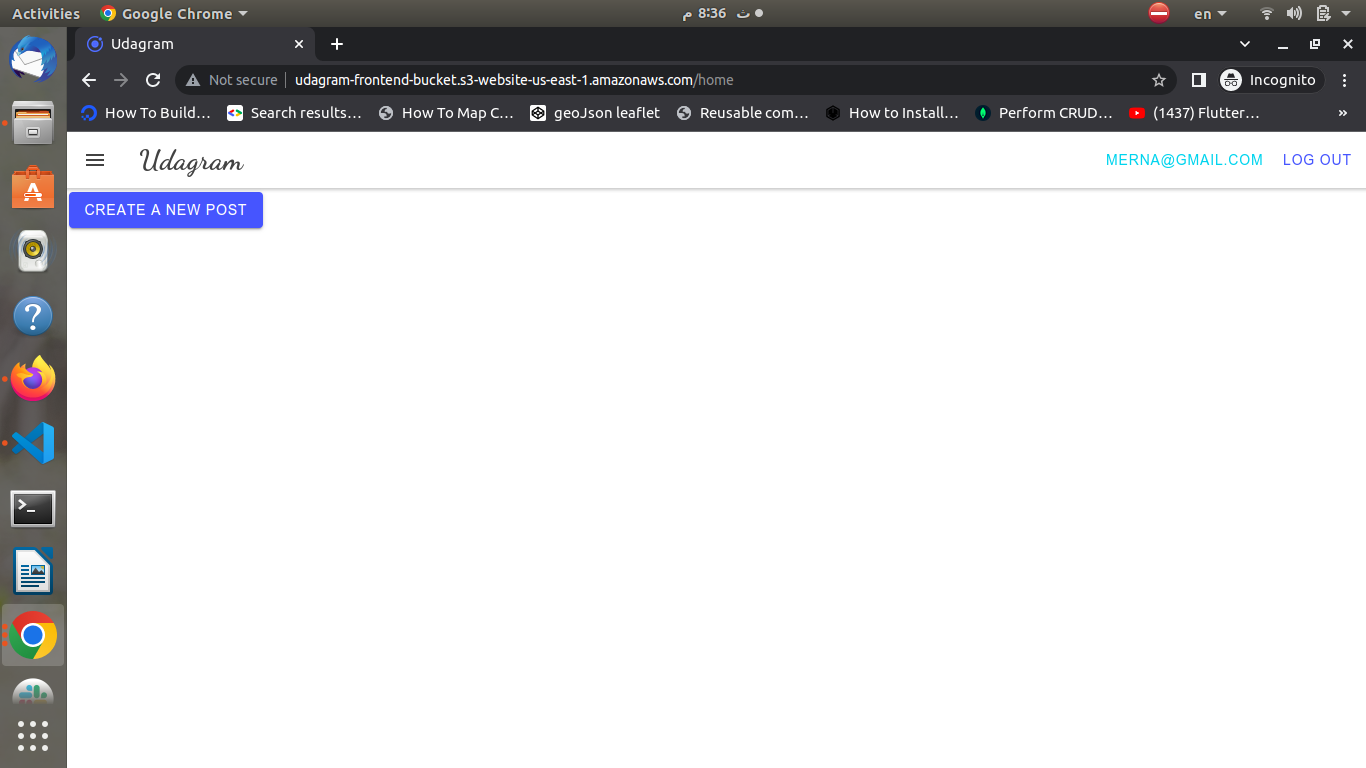 Activities Google Chrome م 8:36 ث en
Udagram
Not secure udagram-frontend-bucket.s3-website-us-east-1.amazonaws.com/home Incognito
How To Build… Search results… How To Map C… geoJson leaflet Reusable com… How to Install… Perform CRUD… (1437) Flutter… »
Udagram MERNA@GMAIL.COM LOG OUT
CREATE A NEW POST